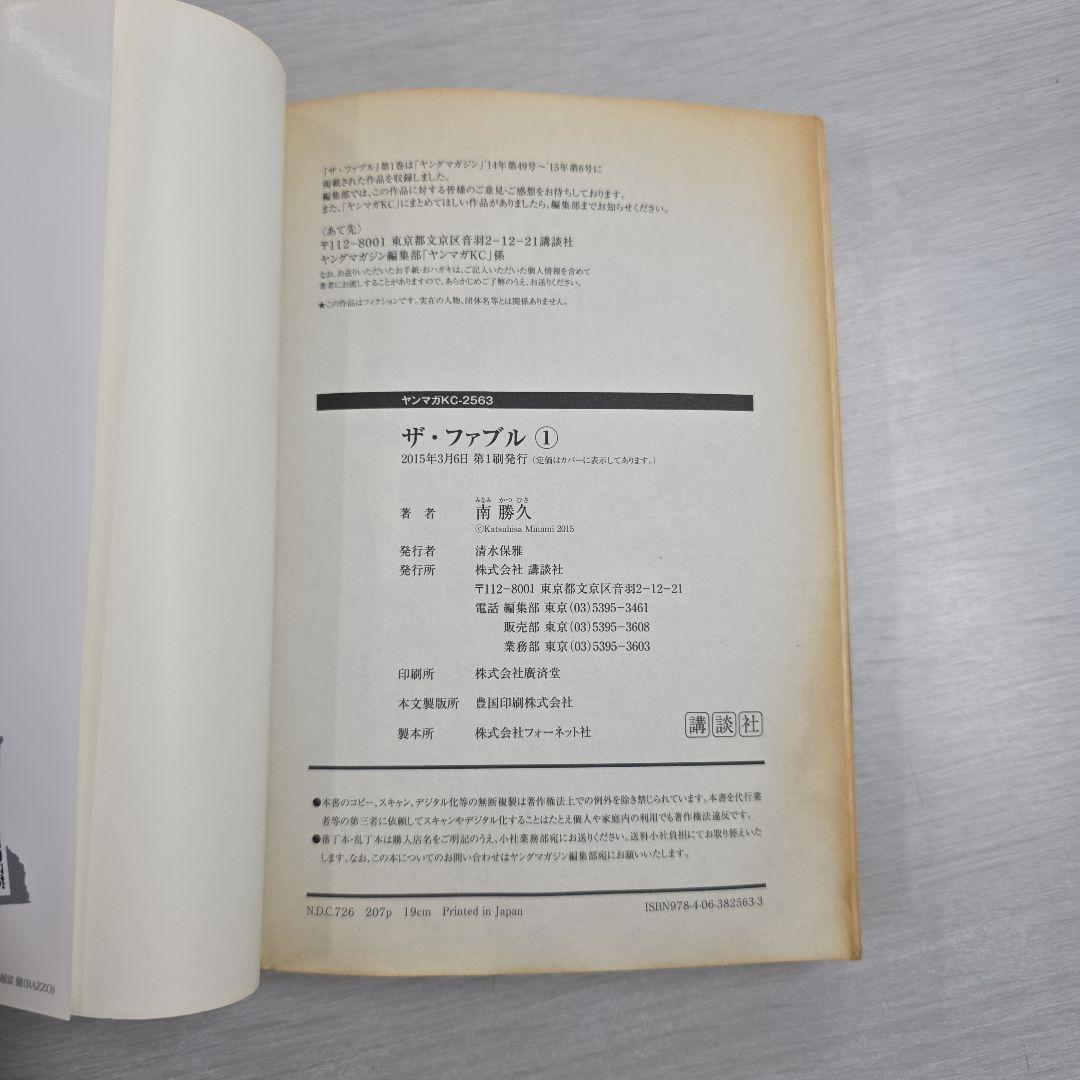 「ザ・ファブル」第1巻は「ヤングマガジン」'14年第49号〜'15年第6号に
掲載された作品を収録しました。
編集部では、この作品に対する皆様のご意見・ご感想をお待ちしております。
また、「ヤンマガKC」にまとめてほしい作品がありましたら、編集部までお知らせください。
〈あて先〉
〒112-8001 東京都文京区音羽2-12-21講談社
ヤングマガジン編集部「ヤンマガKC」係
なお、お送りいただいたお手紙・おハガキは、ご記入いただいた個人情報を含めて
著者にお渡しすることがありますので、あらかじめご了解のうえ、お送りください。
★この作品はフィクションです。実在の人物、団体名等とは関係ありません。
ヤンマガKC-2563
ザ・ファブル ①
2015年3月6日 第1刷発行 (定価はカバーに表示してあります。)
みなみ かつ ひさ
著 者 南 勝久
©Katsuhisa Minami 2015
発行者 清水保雅
発行所 株式会社 講談社
〒112-8001 東京都文京区音羽2-12-21
電話 編集部 東京(03)5395-3461
販売部 東京(03)5395-3608
業務部 東京(03)5395-3603
印刷所 株式会社廣済堂
本文製版所 豊国印刷株式会社
製本所 株式会社フォーネット社
講談社
●本書のコピー、スキャン、デジタル化等の無断複製は著作権法上での例外を除き禁じられています。本書を代行業
者等の第三者に依頼してスキャンやデジタル化することはたとえ個人や家庭内の利用でも著作権法違反です。
●落丁本・乱丁本は購入店名をご明記のうえ、小社業務部宛にお送りください。送料小社負担にてお取り替えいた
します。なお、この本についてのお問い合わせはヤングマガジン編集部宛にお願いいたします。
N.D.C.726 207p 19cm Printed in Japan ISBN978-4-06-382563-3
富 健(RAZZO)